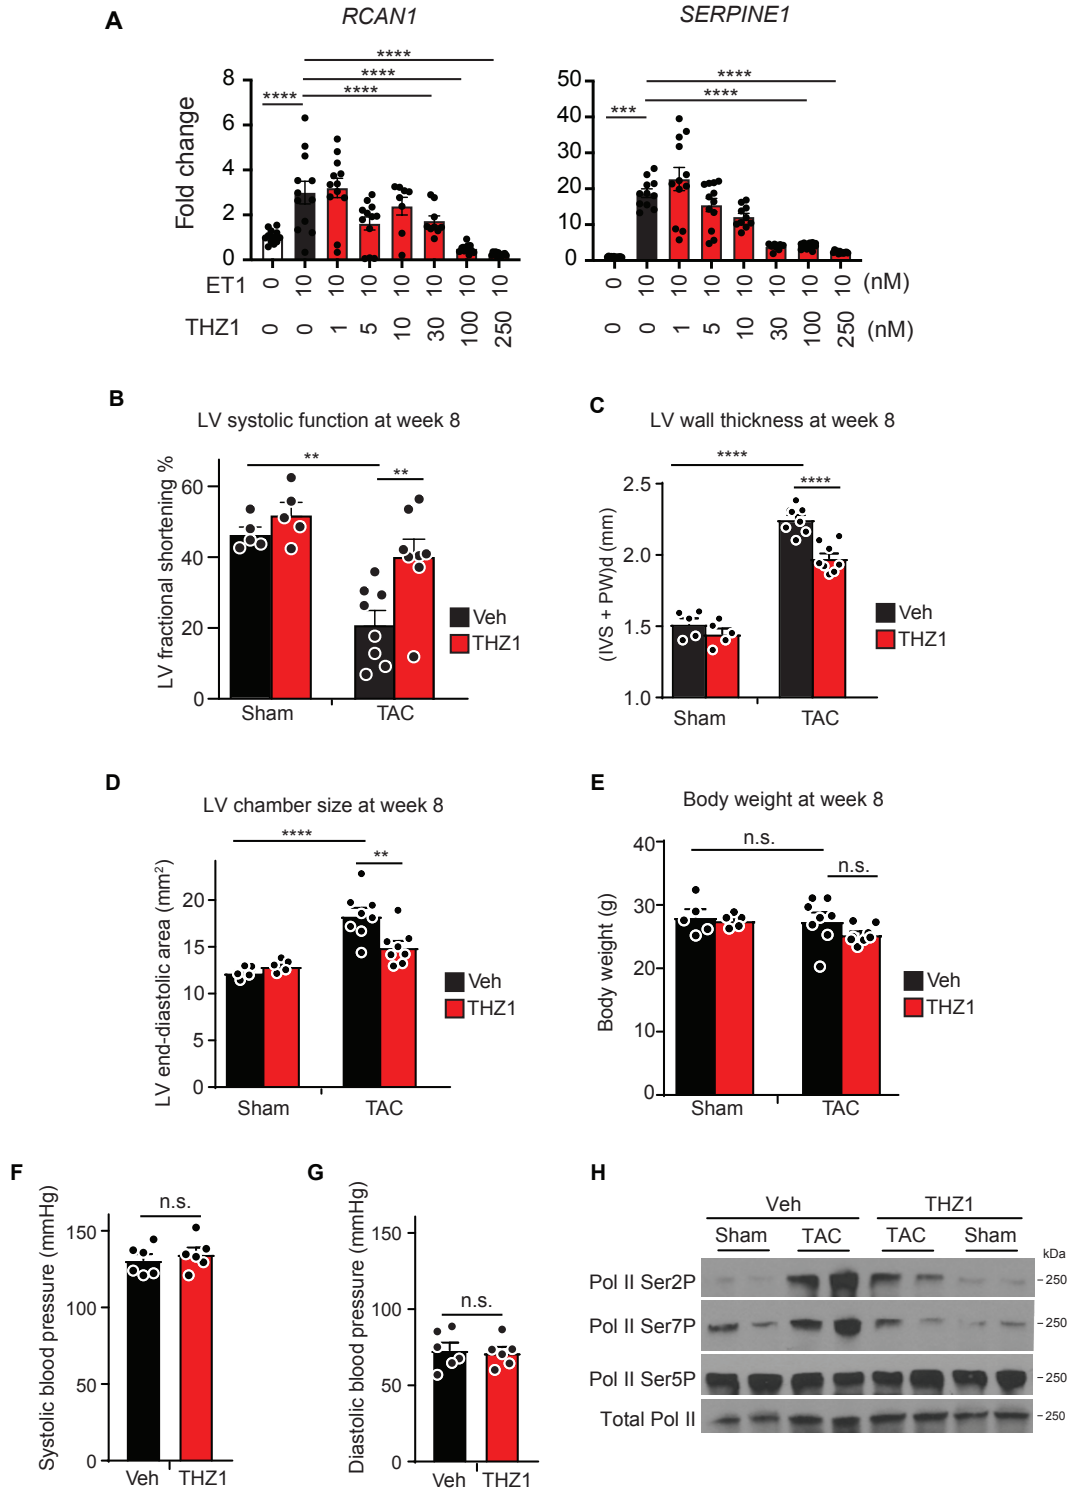 A
RCAN1
SERPINE1
****
****
****
****
****
****
***
Fold change
8
6
4
2
0
50
40
30
20
10
0
ET1 0 10 10 10 10 10 10 10 0 10 10 10 10 10 10 10 (nM)
THZ1 0 0 1 5 10 30 100 250 0 0 1 5 10 30 100 250 (nM)
B
LV systolic function at week 8
**
**
LV fractional shortening %
60
40
20
0
Sham TAC
Veh
THZ1
C
LV wall thickness at week 8
****
****
(IVS + PW)d (mm)
2.5
2.0
1.5
1.0
Sham TAC
Veh
THZ1
D
LV chamber size at week 8
****
**
LV end-diastolic area (mm²)
20
15
10
5
0
Sham TAC
Veh
THZ1
E
Body weight at week 8
n.s.
n.s.
Body weight (g)
40
30
20
10
0
Sham TAC
Veh
THZ1
F
n.s.
Systolic blood pressure (mmHg)
150
100
50
0
Veh THZ1
G
n.s.
Diastolic blood pressure (mmHg)
150
100
50
0
Veh THZ1
H
Veh THZ1
Sham TAC TAC Sham
kDa
Pol II Ser2P -250
Pol II Ser7P -250
Pol II Ser5P -250
Total Pol II -250